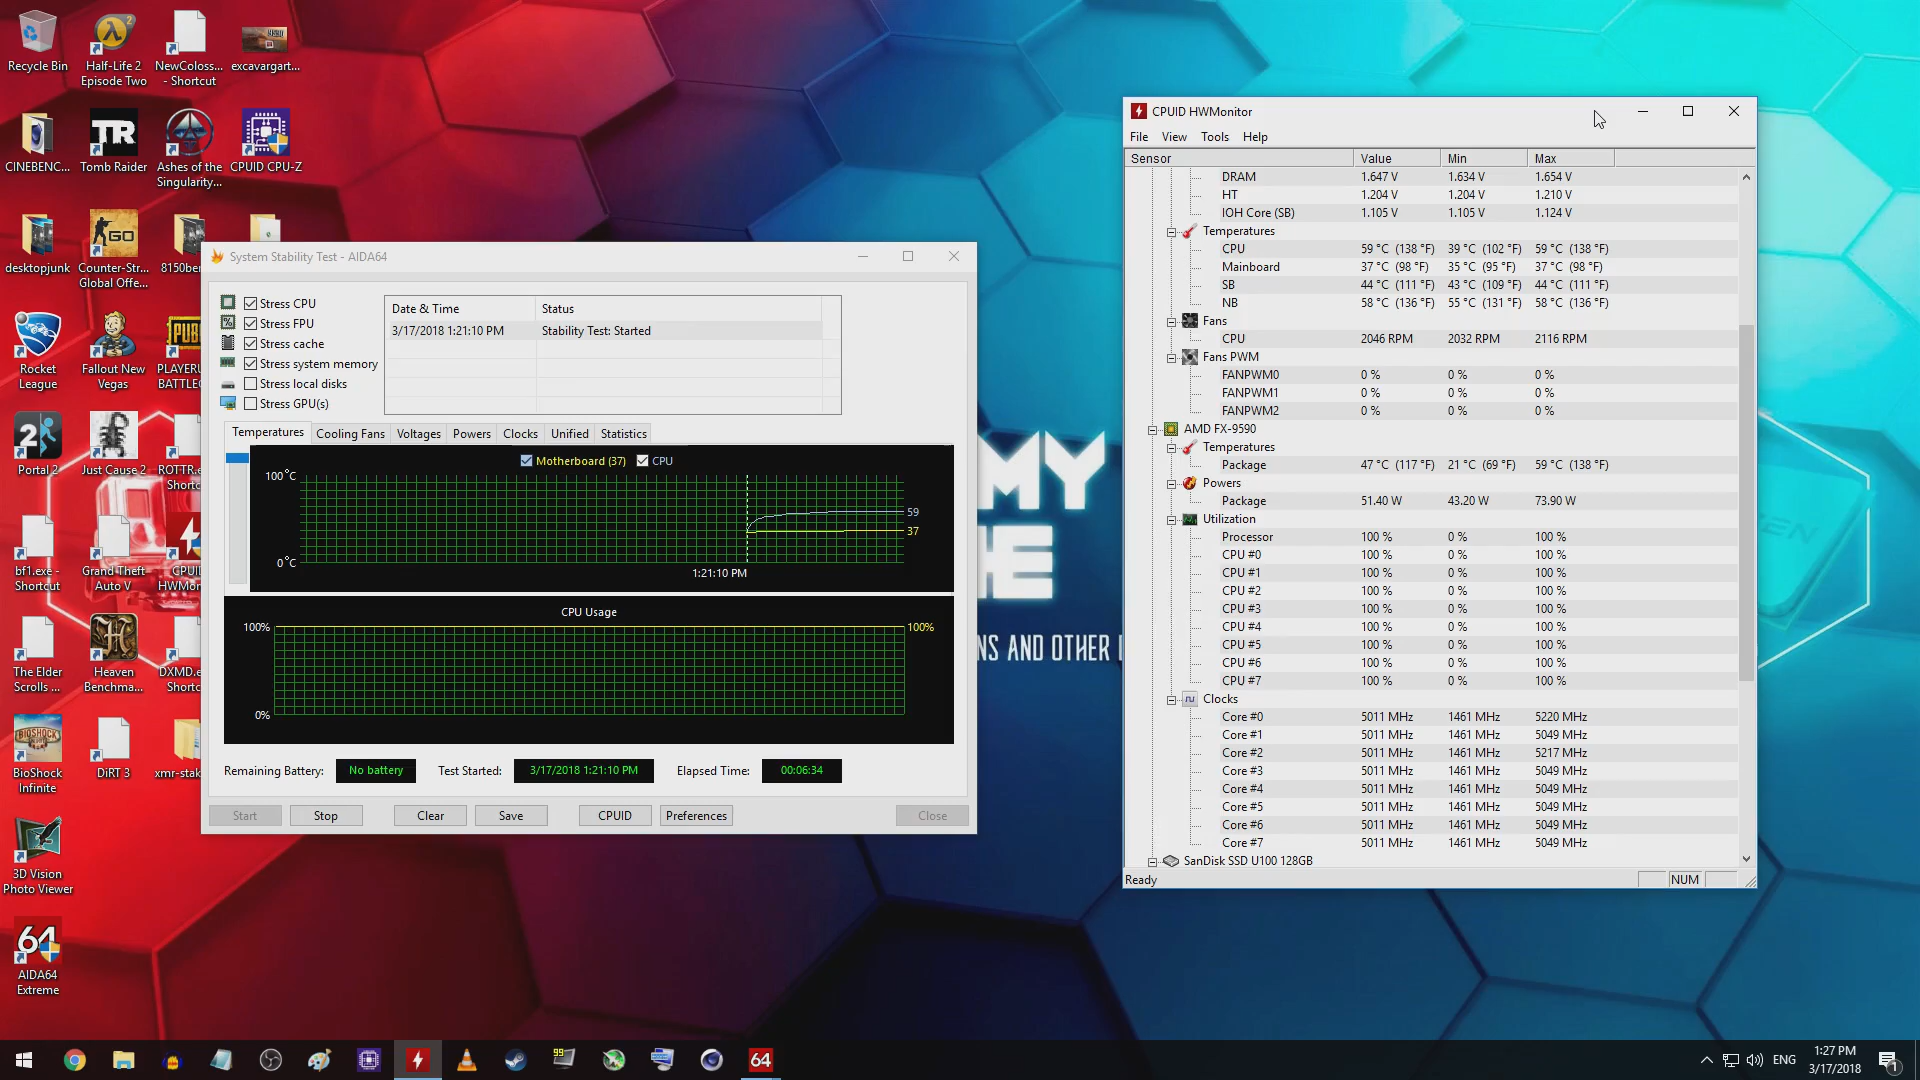 Recycle Bin
Half-Life 2
Episode Two
NewColoss...
- Shortcut
excavargart...
CINEBENC...
TR
Tomb Raider
Ashes of the
Singularity...
CPUID CPU-Z
desktopjunk
GO
Counter-Str...
Global Offe...
8150be
Rocket
League
Fallout New
Vegas
PUB
PLAYERU
BATTLEG
2
Portal 2
Just Cause 2
ROTTR.e
Shortc
bf1.exe -
Shortcut
Grand Theft
Auto V
CPUID
HWMon
The Elder
Scrolls ...
Heaven
Benchma...
DXMD.e
Shortc
BIOSHOCK
BioShock
Infinite
DiRT 3
xmr-stak
3D Vision
Photo Viewer
64
AIDA64
Extreme
System Stability Test - AIDA64
Stress CPU
Stress FPU
Stress cache
Stress system memory
Stress local disks
Stress GPU(s)
Date & Time Status
3/17/2018 1:21:10 PM Stability Test: Started
Temperatures Cooling Fans Voltages Powers Clocks Unified Statistics
Motherboard (37) CPU
100°C
59
37
0°C
1:21:10 PM
CPU Usage
100% 100%
0%
Remaining Battery: No battery Test Started: 3/17/2018 1:21:10 PM Elapsed Time: 00:06:34
Start Stop Clear Save CPUID Preferences Close
MY
NS AND OTHER
CPUID HWMonitor
File View Tools Help
Sensor Value Min Max
DRAM 1.647 V 1.634 V 1.654 V
HT 1.204 V 1.204 V 1.210 V
IOH Core (SB) 1.105 V 1.105 V 1.124 V
Temperatures
CPU 59 °C (138 °F) 39 °C (102 °F) 59 °C (138 °F)
Mainboard 37 °C (98 °F) 35 °C (95 °F) 37 °C (98 °F)
SB 44 °C (111 °F) 43 °C (109 °F) 44 °C (111 °F)
NB 58 °C (136 °F) 55 °C (131 °F) 58 °C (136 °F)
Fans
CPU 2046 RPM 2032 RPM 2116 RPM
Fans PWM
FANPWM0 0 % 0 % 0 %
FANPWM1 0 % 0 % 0 %
FANPWM2 0 % 0 % 0 %
AMD FX-9590
Temperatures
Package 47 °C (117 °F) 21 °C (69 °F) 59 °C (138 °F)
Powers
Package 51.40 W 43.20 W 73.90 W
Utilization
Processor 100 % 0 % 100 %
CPU #0 100 % 0 % 100 %
CPU #1 100 % 0 % 100 %
CPU #2 100 % 0 % 100 %
CPU #3 100 % 0 % 100 %
CPU #4 100 % 0 % 100 %
CPU #5 100 % 0 % 100 %
CPU #6 100 % 0 % 100 %
CPU #7 100 % 0 % 100 %
Clocks
Core #0 5011 MHz 1461 MHz 5220 MHz
Core #1 5011 MHz 1461 MHz 5049 MHz
Core #2 5011 MHz 1461 MHz 5217 MHz
Core #3 5011 MHz 1461 MHz 5049 MHz
Core #4 5011 MHz 1461 MHz 5049 MHz
Core #5 5011 MHz 1461 MHz 5049 MHz
Core #6 5011 MHz 1461 MHz 5049 MHz
Core #7 5011 MHz 1461 MHz 5049 MHz
SanDisk SSD U100 128GB
Ready NUM
99
64
ENG
1:27 PM
3/17/2018
1